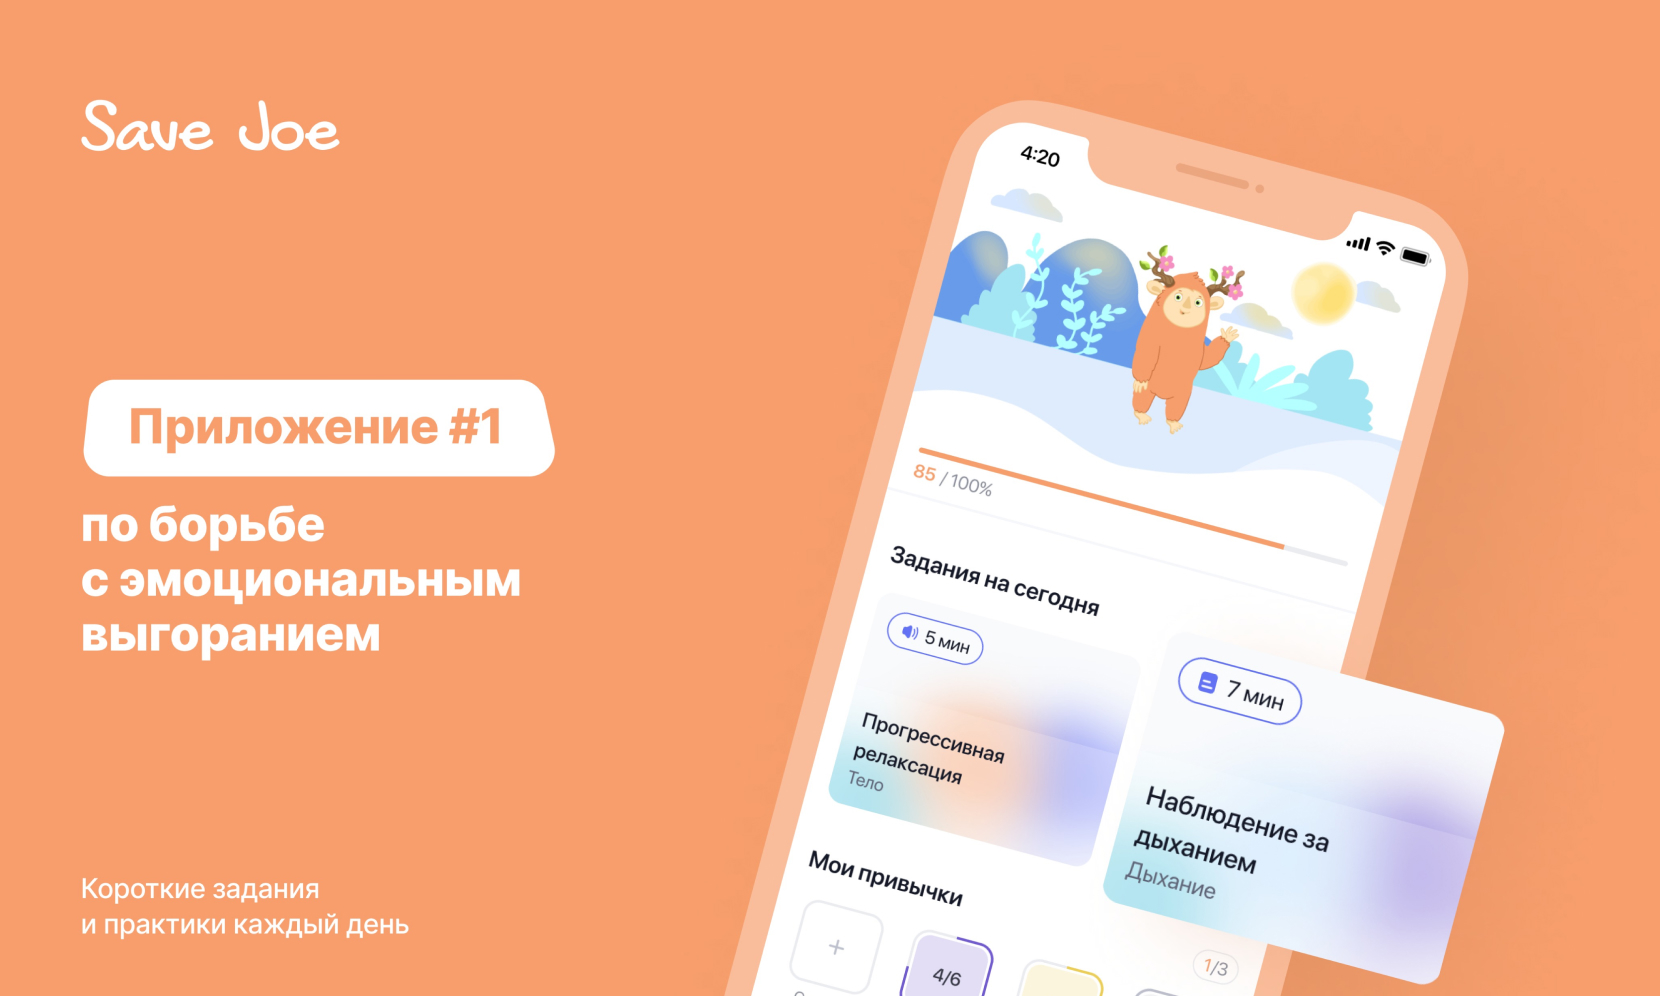 Save Joe
Приложение #1
по борьбе
с эмоциональным
выгоранием
Короткие задания
и практики каждый день
4:20
85 / 100%
Задания на сегодня
5 мин
Прогрессивная
релаксация
Тело
7 мин
Наблюдение за
дыханием
Дыхание
Мои привычки
+
4/6
1/3